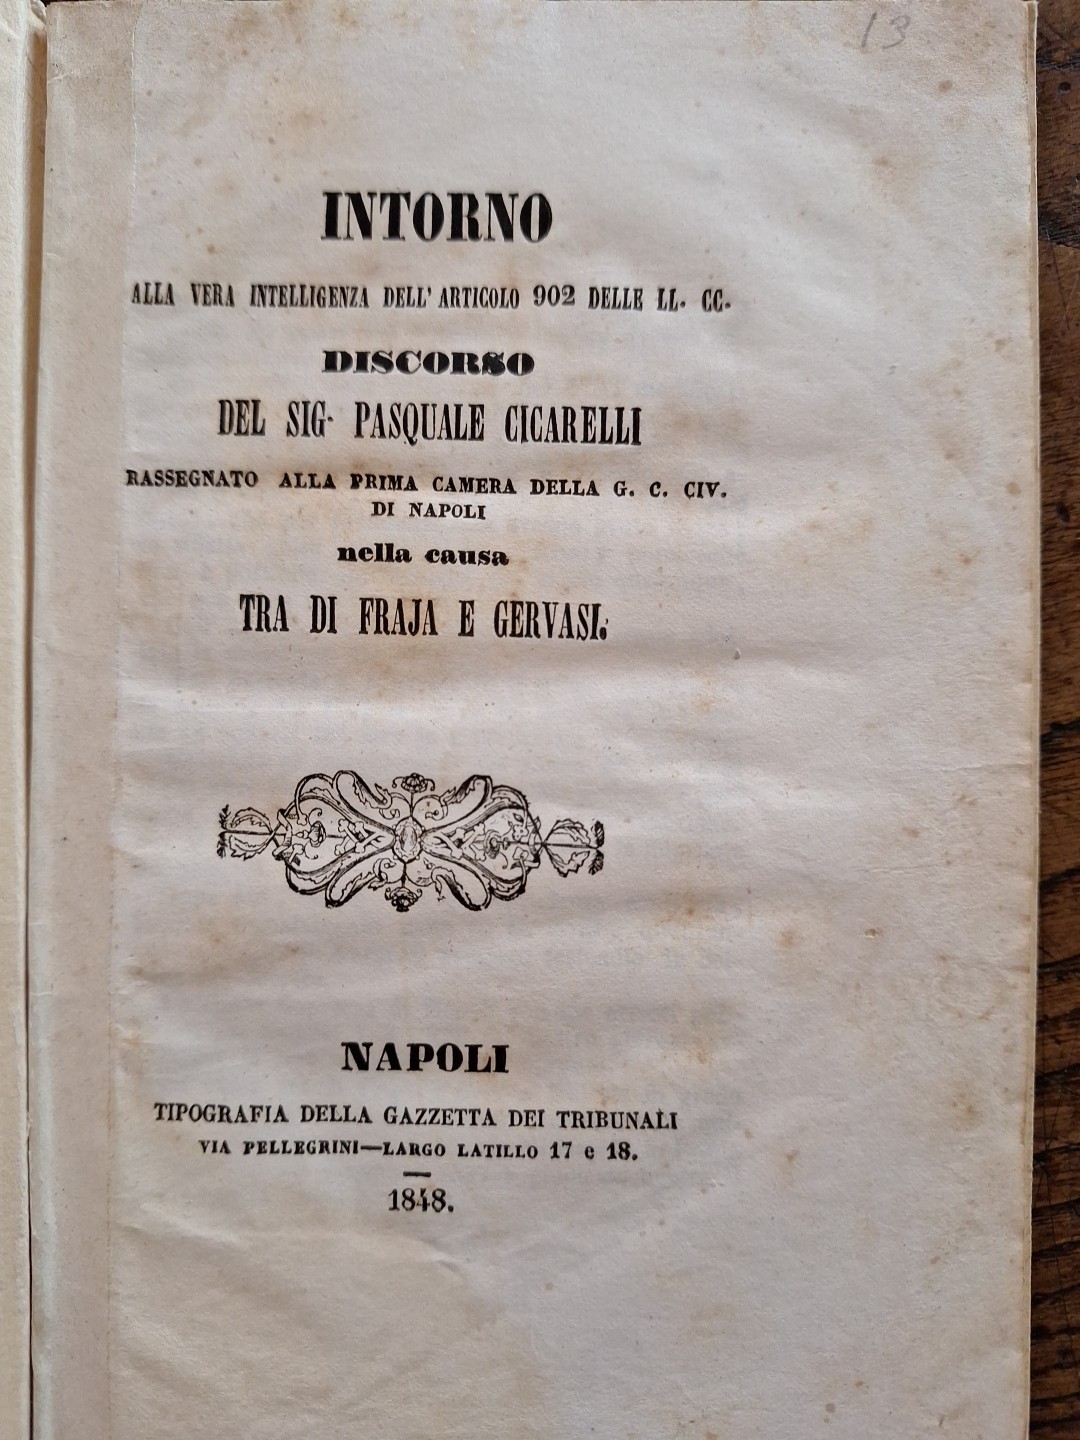 13
INTORNO
ALLA VERA INTELLIGENZA DELL' ARTICOLO 902 DELLE LL. CC.
DISCORSO
DEL SIG. PASQUALE CICARELLI
RASSEGNATO ALLA PRIMA CAMERA DELLA G. C. CIV.
DI NAPOLI
nella causa
TRA DI FRAJA E GERVASI.
NAPOLI
TIPOGRAFIA DELLA GAZZETTA DEI TRIBUNALI
VIA PELLEGRINI—LARGO LATILLO 17 e 18.
1848.